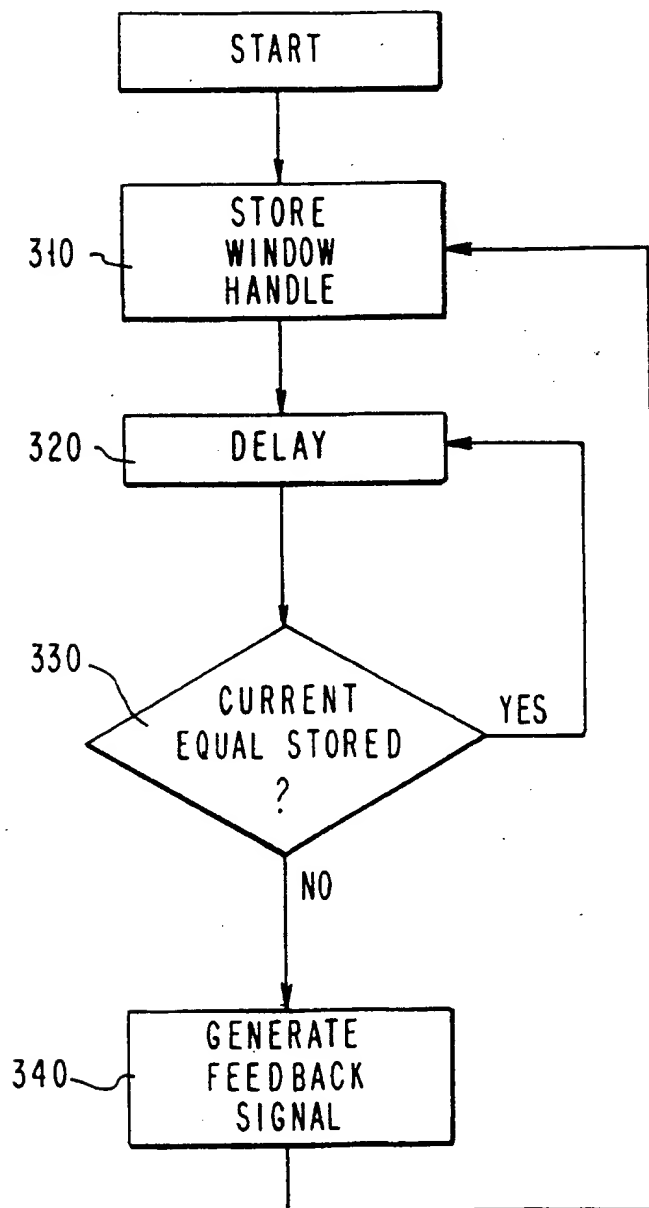 START
310
STORE
WINDOW
HANDLE
320
DELAY
330
CURRENT
EQUAL STORED
?
YES
NO
340
GENERATE
FEEDBACK
SIGNAL